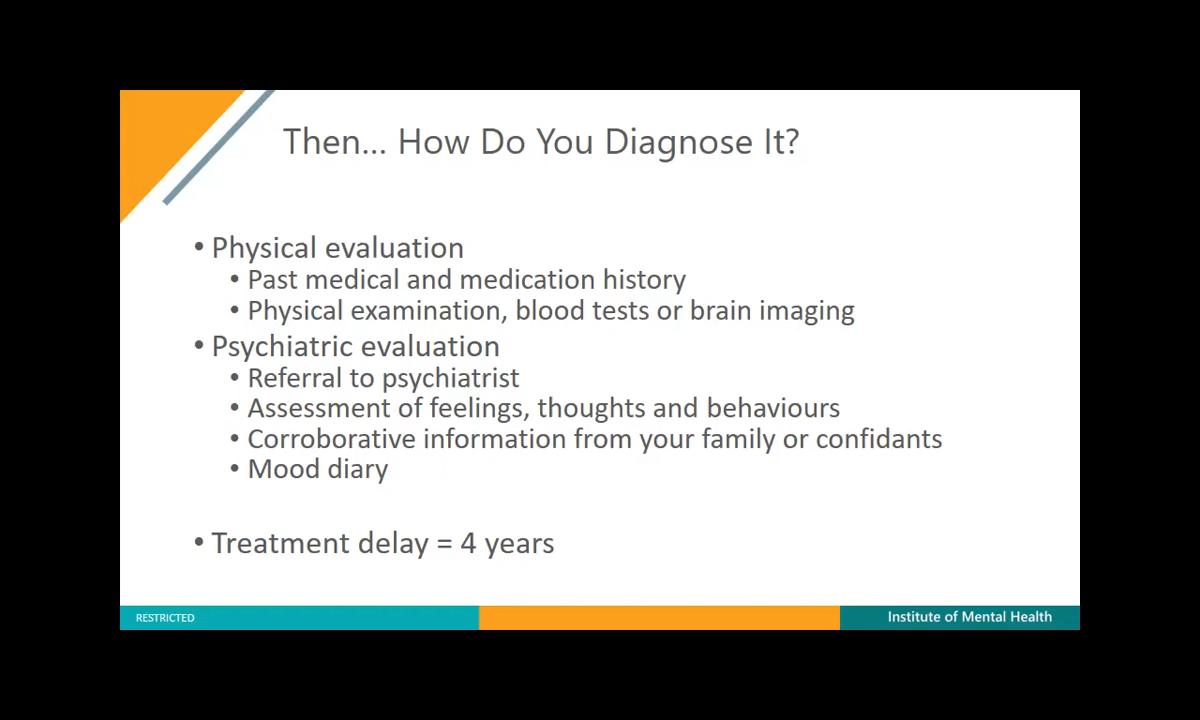 Then... How Do You Diagnose It?
• Physical evaluation
• Past medical and medication history
• Physical examination, blood tests or brain imaging
• Psychiatric evaluation
• Referral to psychiatrist
• Assessment of feelings, thoughts and behaviours
• Corroborative information from your family or confidants
• Mood diary
• Treatment delay = 4 years
RESTRICTED
Institute of Mental Health